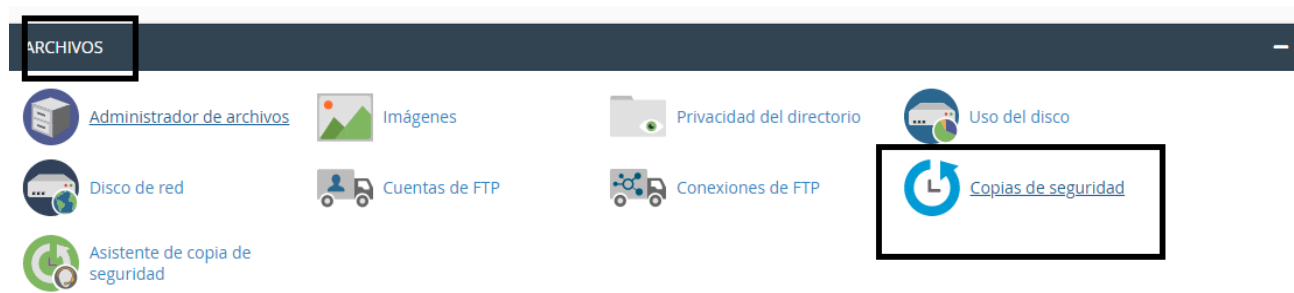 ARCHIVOS
Administrador de archivos
Imágenes
Privacidad del directorio
Uso del disco
Disco de red
Cuentas de FTP
Conexiones de FTP
Copias de seguridad
Asistente de copia de
seguridad